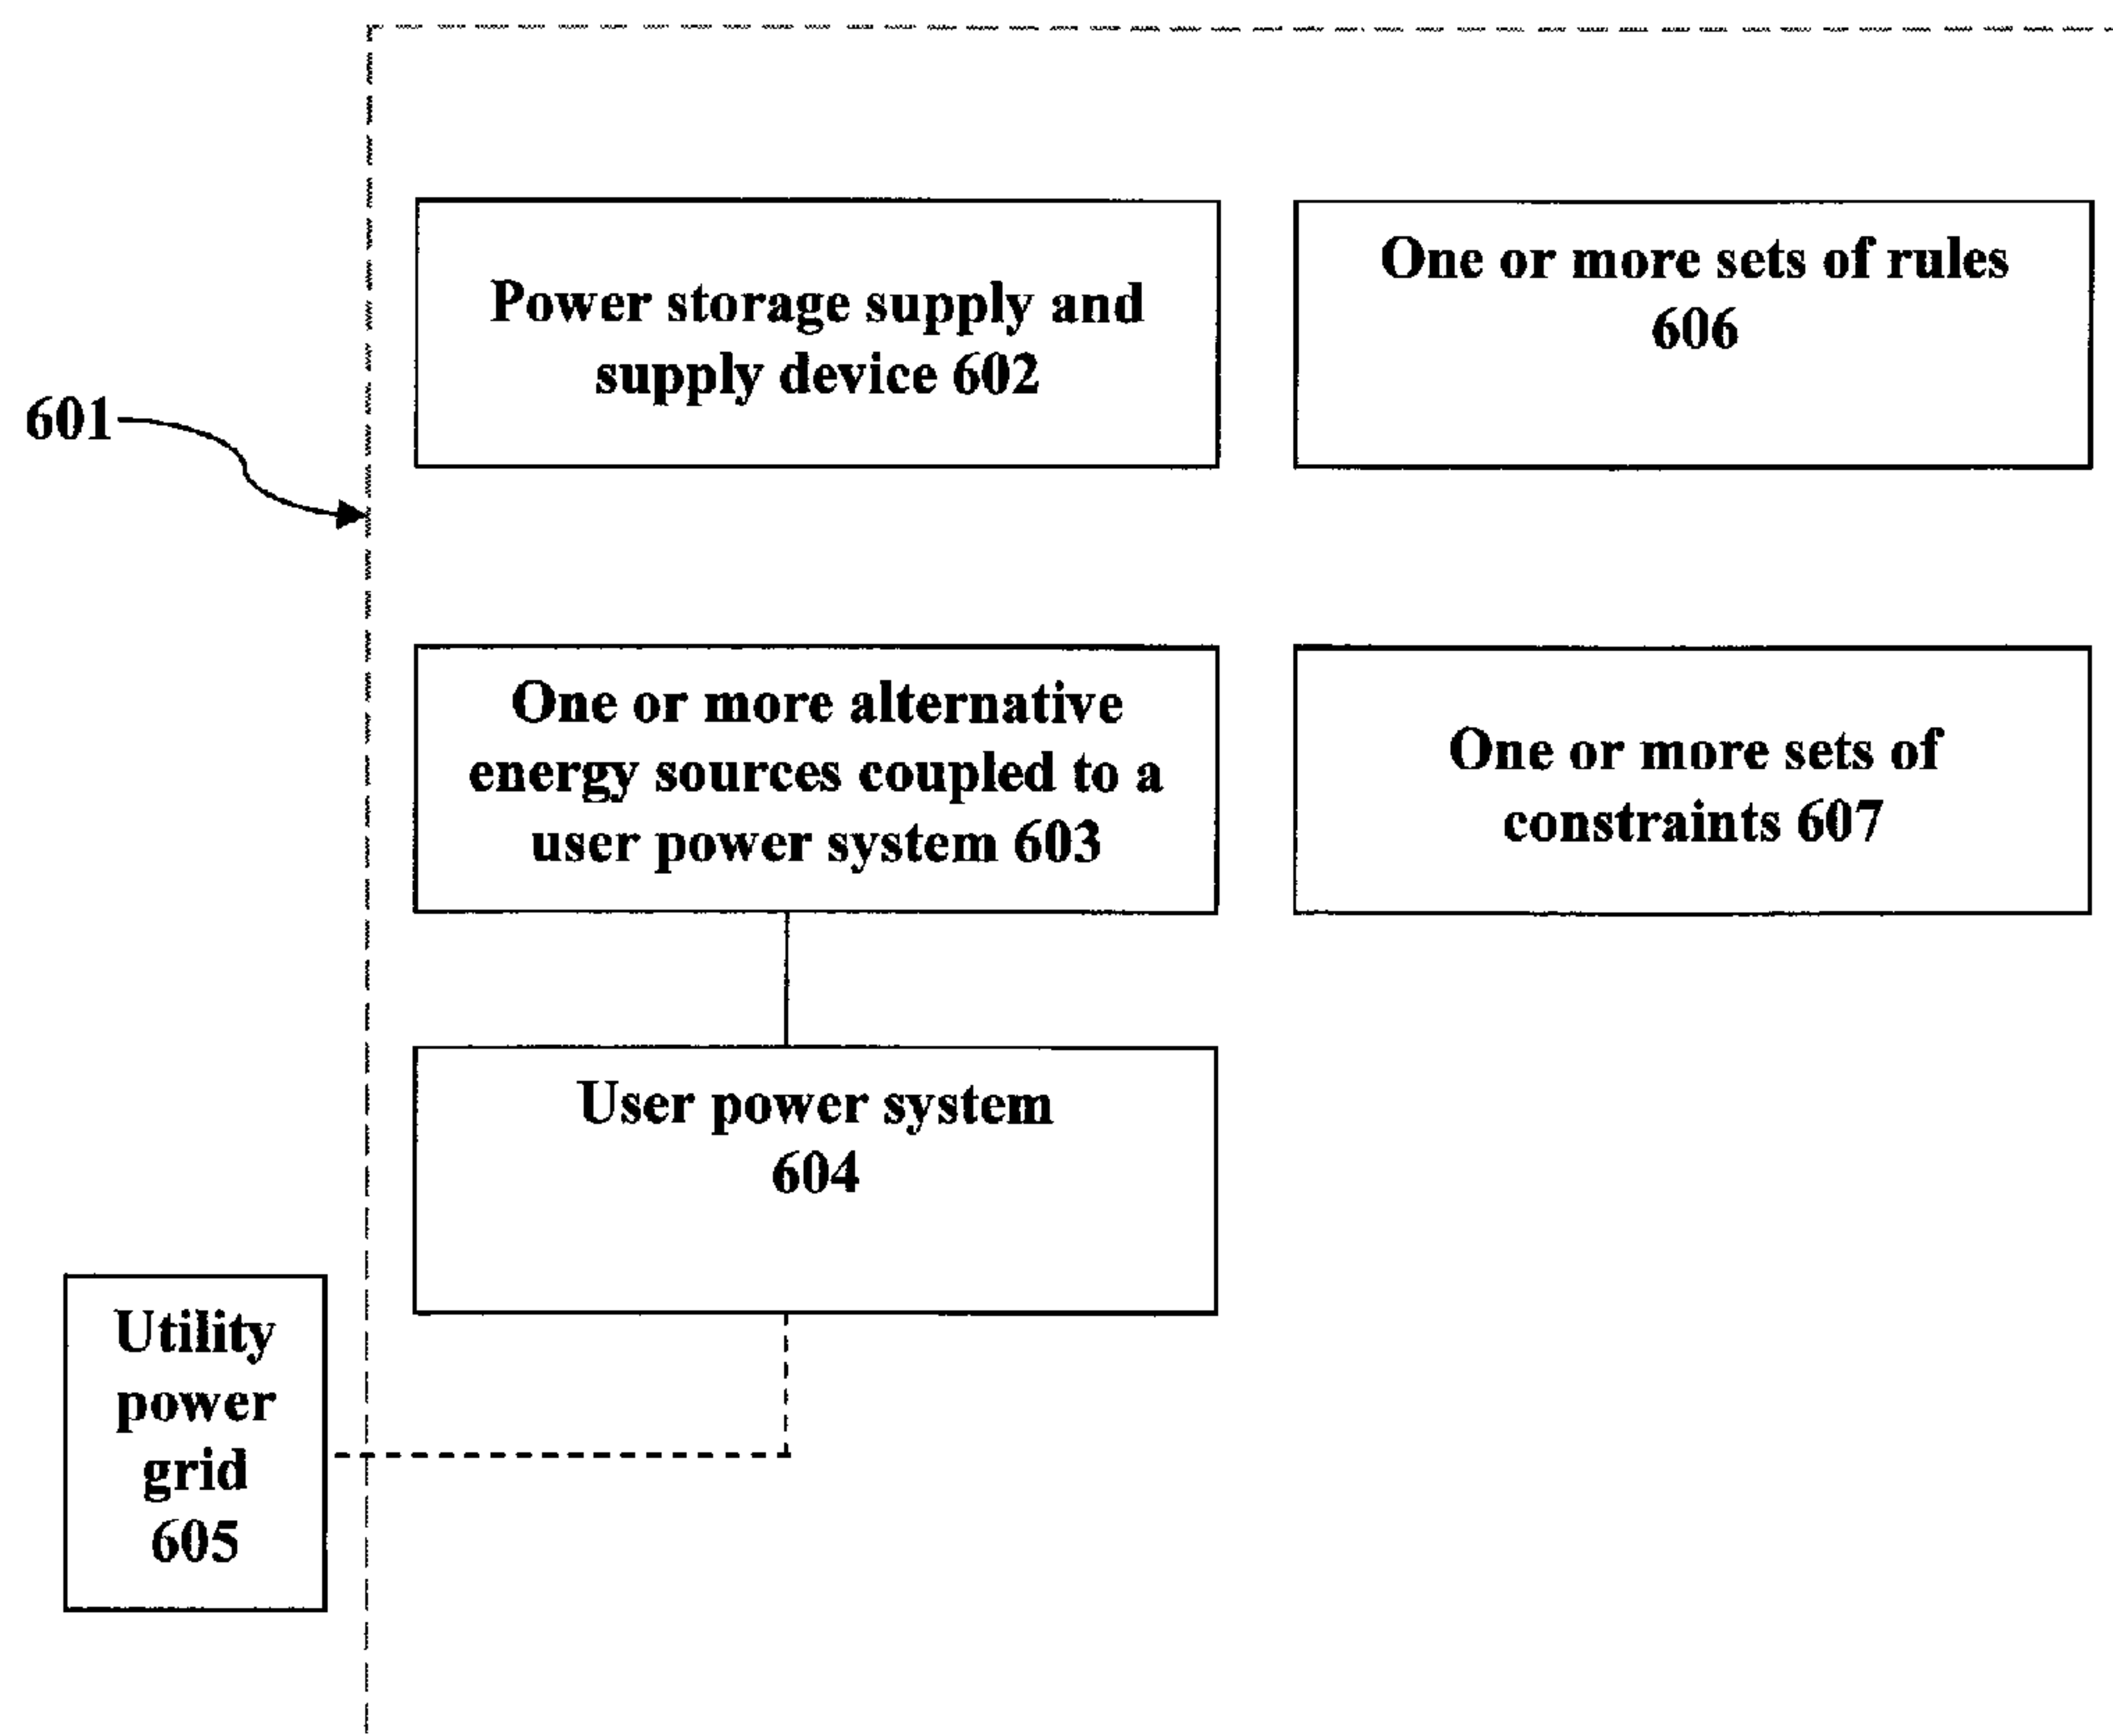 Power storage supply and
supply device 602
One or more sets of rules
606
601
One or more alternative
energy sources coupled to a
user power system 603
One or more sets of
constraints 607
User power system
604
Utility
power
grid
605